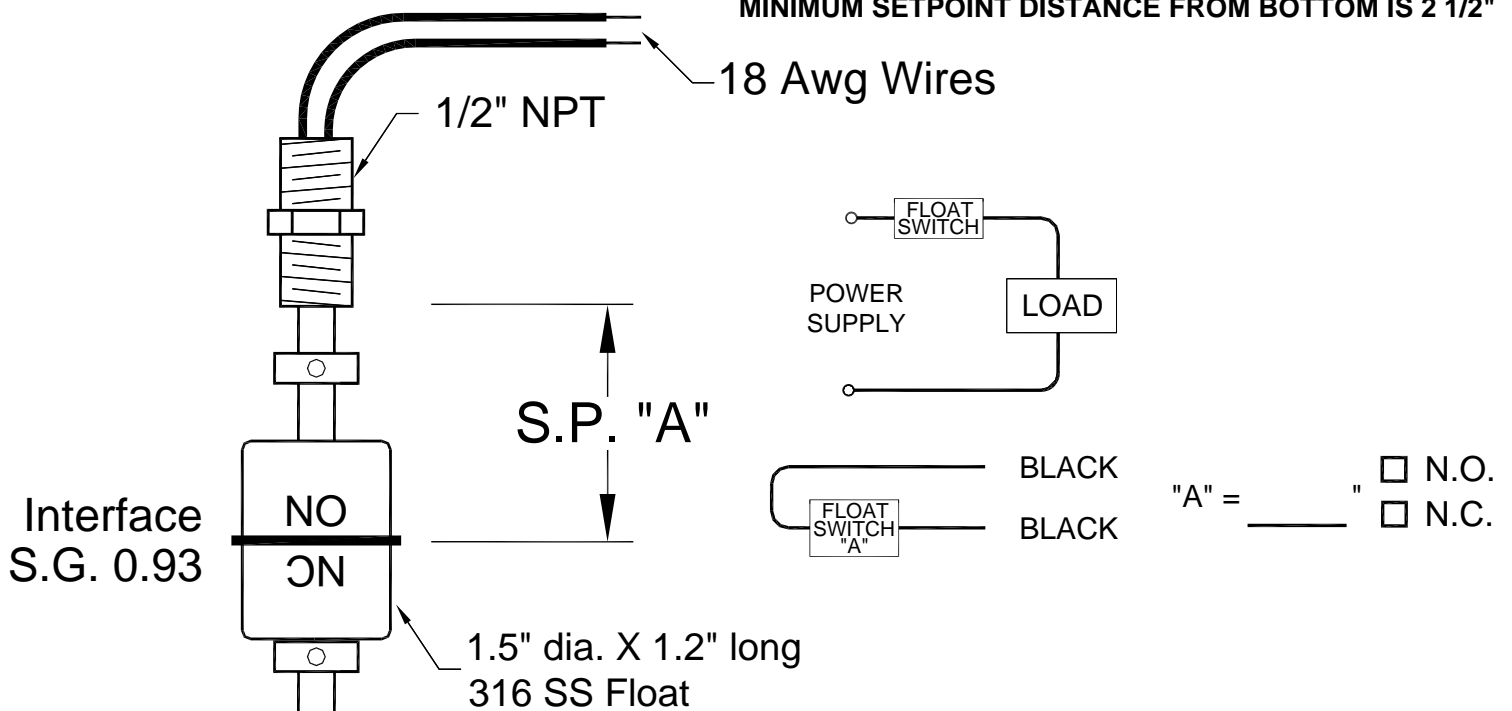 MINIMUM SETPOINT DISTANCE FROM BOTTOM IS 2 1/2"
18 Awg Wires
1/2" NPT
FLOAT
SWITCH
POWER
SUPPLY
LOAD
S.P. "A"
BLACK
BLACK
FLOAT
SWITCH
"A"
"A" = ______ "
N.O.
N.C.
Interface
S.G. 0.93
NO
NC
1.5" dia. X 1.2" long
316 SS Float